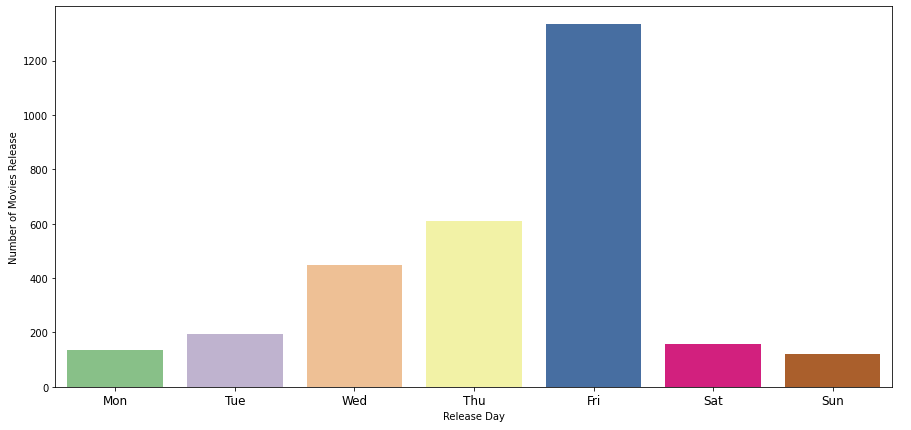 Number of Movies Release
1200
1000
800
600
400
200
0
Mon Tue Wed Thu Fri Sat Sun
Release Day